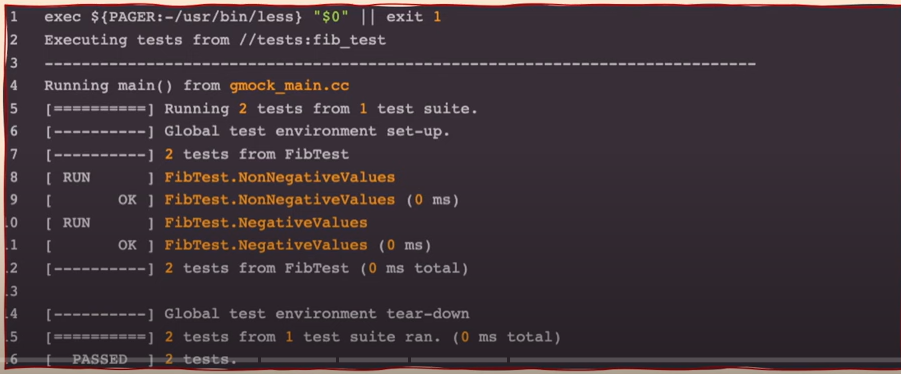 1 exec ${PAGER:-/usr/bin/less} "$0" || exit 1
2 Executing tests from //tests:fib_test
3 -----------------------------------------------------------------------------
4 Running main() from gmock_main.cc
5 [==========] Running 2 tests from 1 test suite.
6 [----------] Global test environment set-up.
7 [----------] 2 tests from FibTest
8 [ RUN      ] FibTest.NonNegativeValues
9 [       OK ] FibTest.NonNegativeValues (0 ms)
.0 [ RUN      ] FibTest.NegativeValues
.1 [       OK ] FibTest.NegativeValues (0 ms)
.2 [----------] 2 tests from FibTest (0 ms total)
.3
.4 [----------] Global test environment tear-down
.5 [==========] 2 tests from 1 test suite ran. (0 ms total)
.6 [  PASSED  ] 2 tests.